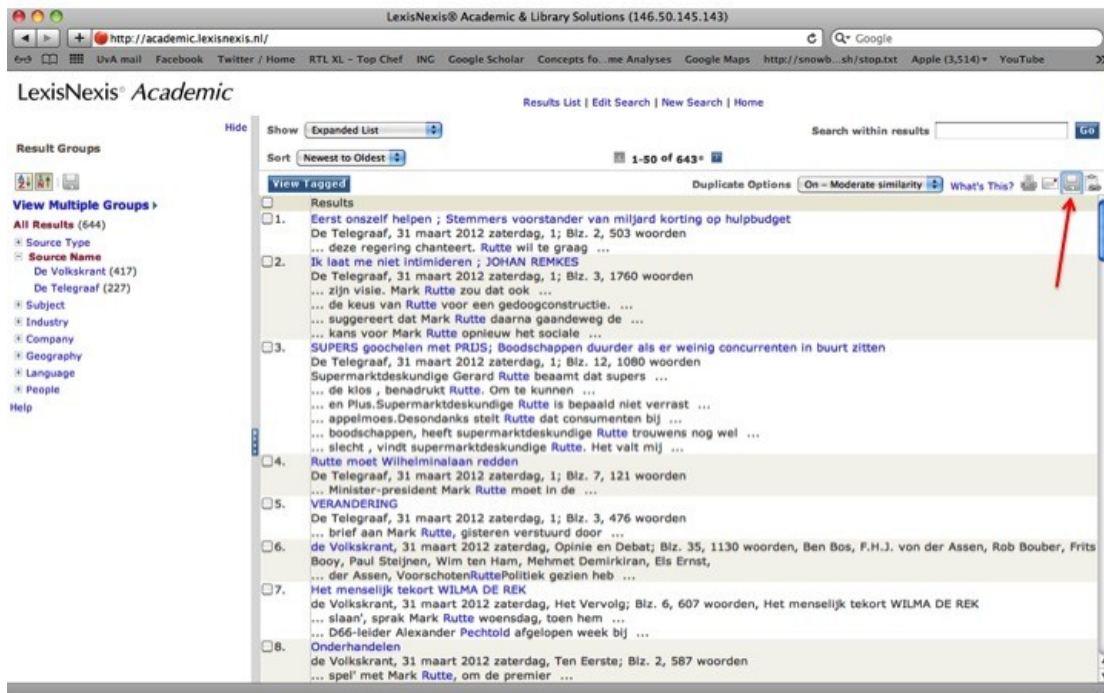 LexisNexis® Academic & Library Solutions (146.50.145.143)
http://academic.lexisnexis.nl/
Google
UvA mail Facebook Twitter / Home RTL XL – Top Chef ING Google Scholar Concepts fo...me Analyses Google Maps http://snowb...sh/stop.txt Apple (3,514) YouTube
LexisNexis® Academic
Results List | Edit Search | New Search | Home
Hide
Show Expanded List
Search within results Go
Result Groups
Sort Newest to Oldest
1-50 of 643*
View Tagged
Duplicate Options On – Moderate similarity What's This?
View Multiple Groups
All Results (644)
Source Type
Source Name
De Volkskrant (417)
De Telegraaf (227)
Subject
Industry
Company
Geography
Language
People
Help
Results
1. Eerst onszelf helpen ; Stemmers voorstander van miljard korting op hulpbudget
De Telegraaf, 31 maart 2012 zaterdag, 1; Blz. 2, 503 woorden
... deze regering chanteert. Rutte wil te graag ...
2. Ik laat me niet intimideren ; JOHAN REMKES
De Telegraaf, 31 maart 2012 zaterdag, 1; Blz. 3, 1760 woorden
... zijn visie. Mark Rutte zou dat ook ...
... de keus van Rutte voor een gedoogconstructie. ...
... suggereert dat Mark Rutte daarna gaandeweg de ...
... kans voor Mark Rutte opnieuw het sociale ...
3. SUPERS goochelen met PRIJS; Boodschappen duurder als er weinig concurrenten in buurt zitten
De Telegraaf, 31 maart 2012 zaterdag, 1; Blz. 12, 1080 woorden
Supermarktdeskundige Gerard Rutte beaamt dat supers ...
... de klos , benadrukt Rutte. Om te kunnen ...
... en Plus.Supermarktdeskundige Rutte is bepaald niet verrast ...
... appelmoes.Desondanks stelt Rutte dat consumenten bij ...
... boodschappen, heeft supermarktdeskundige Rutte trouwens nog wel ...
... slecht , vindt supermarktdeskundige Rutte. Het valt mij ...
4. Rutte moet Wilhelminalaan redden
De Telegraaf, 31 maart 2012 zaterdag, 1; Blz. 7, 121 woorden
... Minister-president Mark Rutte moet in de ...
5. VERANDERING
De Telegraaf, 31 maart 2012 zaterdag, 1; Blz. 3, 476 woorden
... brief aan Mark Rutte, gisteren verstuurd door ...
6. de Volkskrant, 31 maart 2012 zaterdag, Opinie en Debat; Blz. 35, 1130 woorden, Ben Bos, F.H.J. von der Assen, Rob Bouber, Frits
Booy, Paul Steijnen, Wim ten Ham, Mehmet Demirkiran, Els Ernst,
... der Assen, VoorschotenRuttePolitiek gezien heb ...
7. Het menselijk tekort WILMA DE REK
de Volkskrant, 31 maart 2012 zaterdag, Het Vervolg; Blz. 6, 607 woorden, Het menselijk tekort WILMA DE REK
... slaan', sprak Mark Rutte woensdag, toen hem ...
... D66-leider Alexander Pechtold afgelopen week bij ...
8. Onderhandelen
de Volkskrant, 31 maart 2012 zaterdag, Ten Eerste; Blz. 2, 587 woorden
... spel' met Mark Rutte, om de premier ...